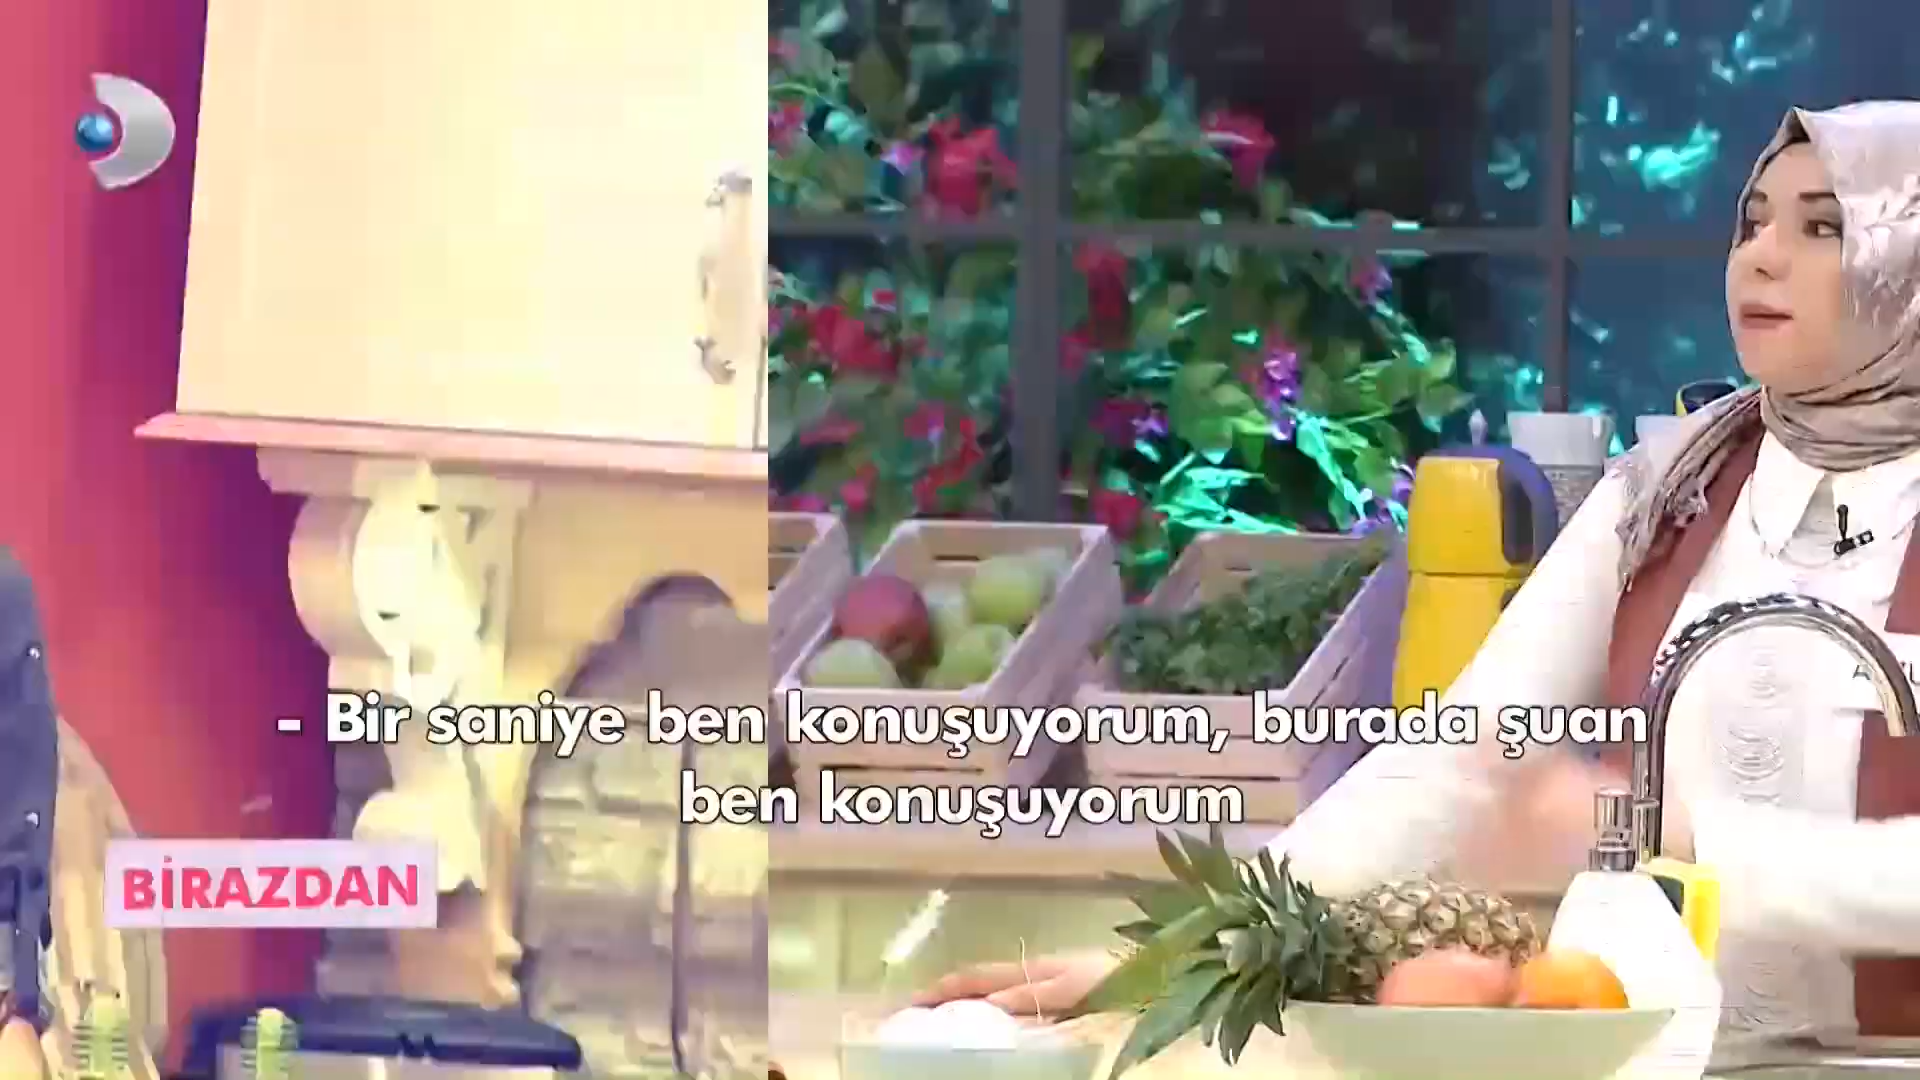 - Bir saniye ben konuşuyorum, burada şuan
ben konuşuyorum
BİRAZDAN